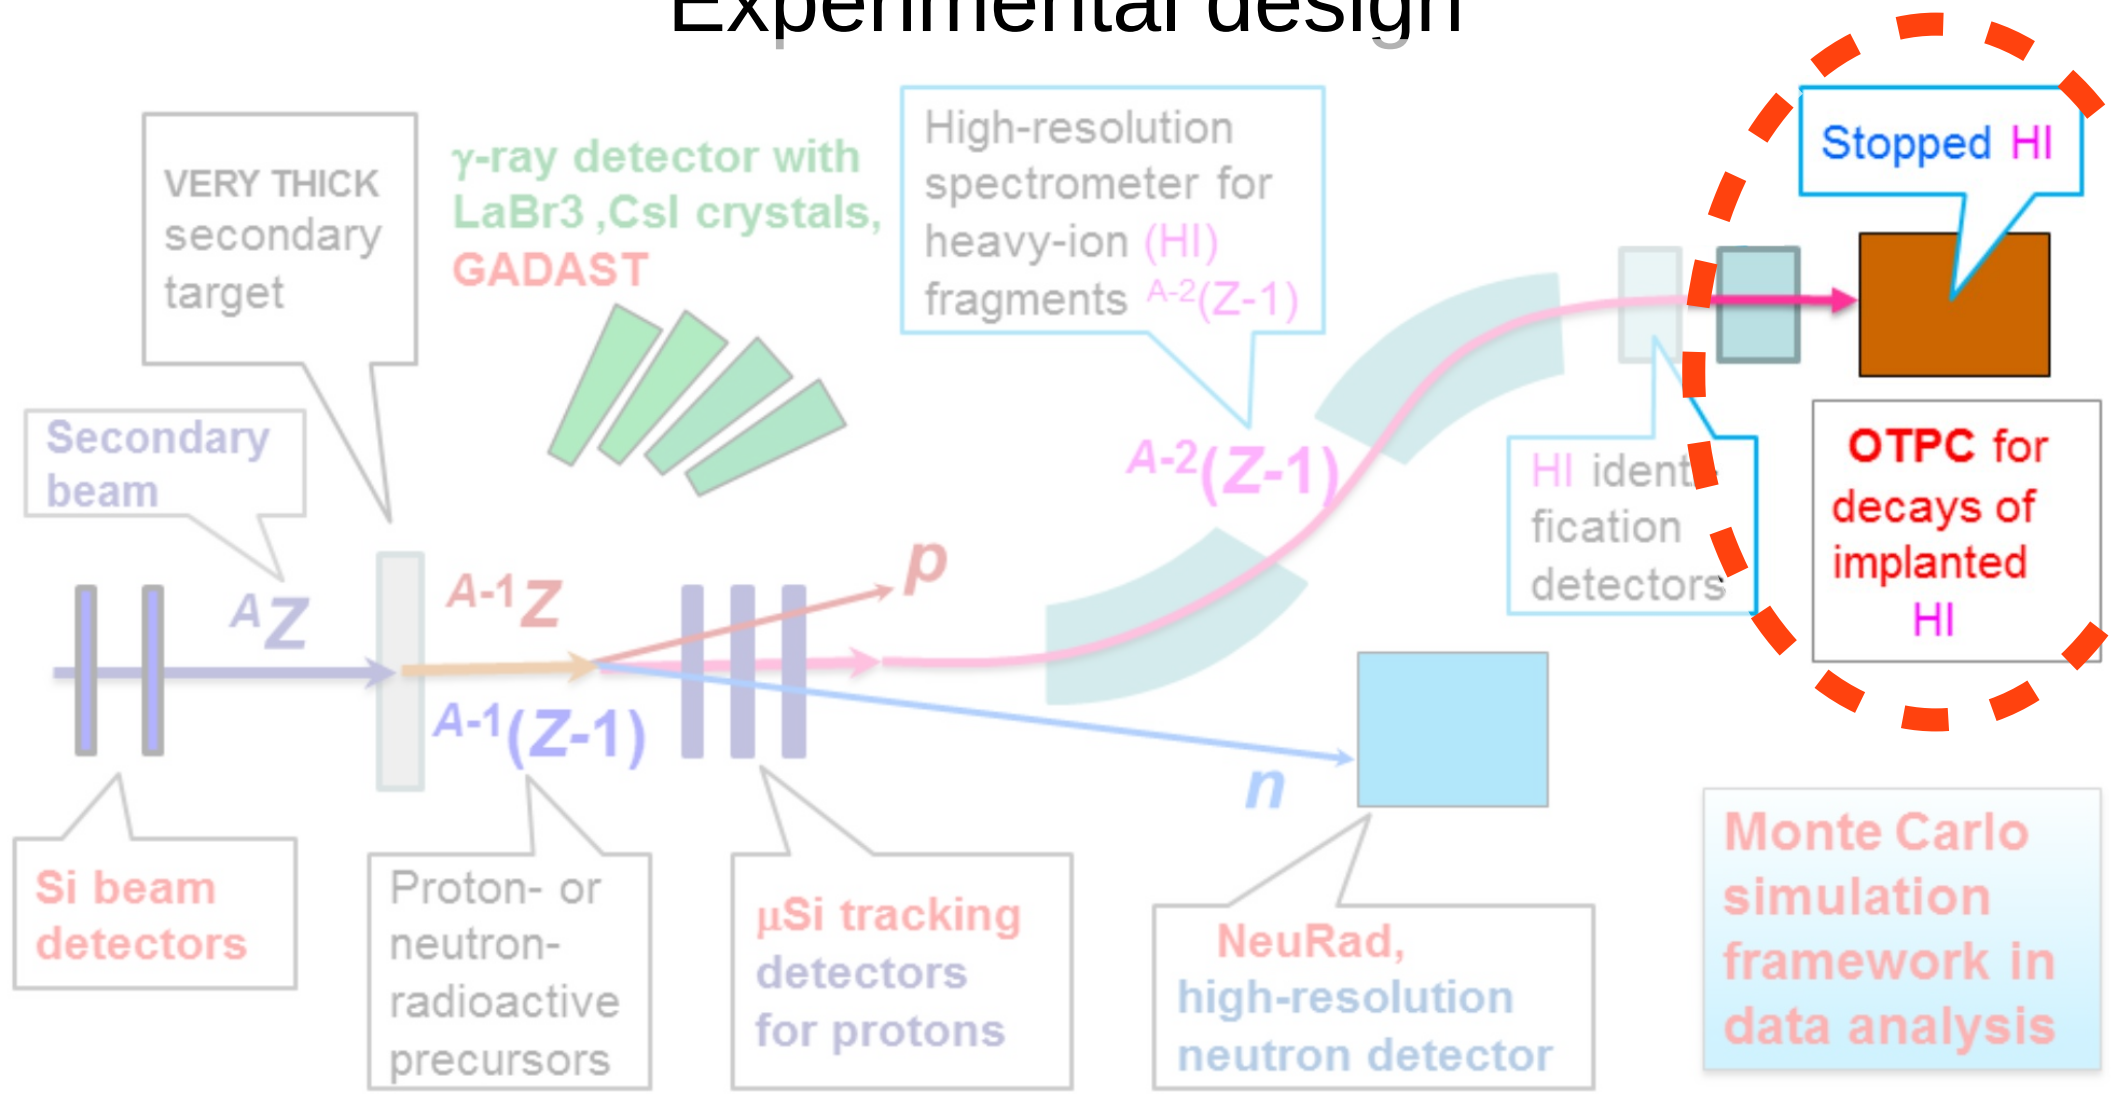 Experimental design
VERY THICK
secondary
target
γ-ray detector with
LaBr3 ,CsI crystals,
GADAST
High-resolution
spectrometer for
heavy-ion (HI)
fragments A-2(Z-1)
Stopped HI
Secondary
beam
A-2(Z-1)
HI identi-
fication
detectors
OTPC for
decays of
implanted
HI
AZ
A-1Z
p
A-1(Z-1)
n
Si beam
detectors
Proton- or
neutron-
radioactive
precursors
μSi tracking
detectors
for protons
NeuRad,
high-resolution
neutron detector
Monte Carlo
simulation
framework in
data analysis